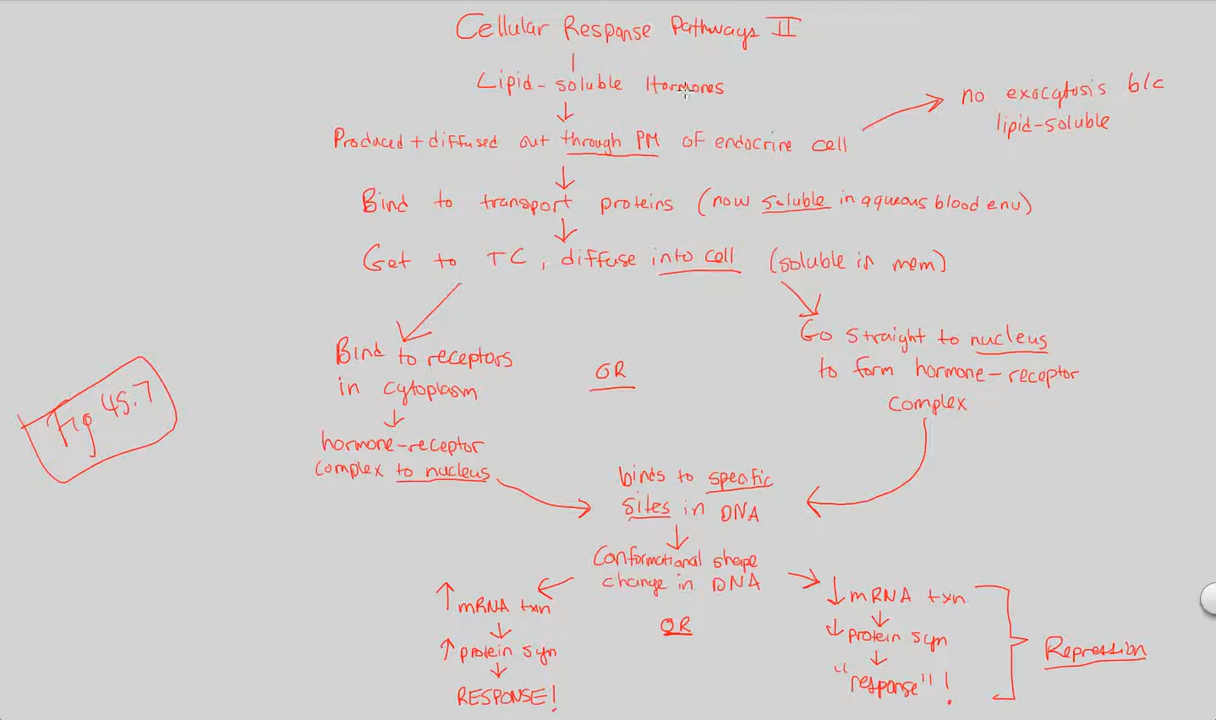 Cellular Response Pathways II
Lipid-soluble Hormones
Produced + diffused out through PM of endocrine cell
no exocytosis b/c
lipid-soluble
Bind to transport proteins (now soluble in aqueous blood env)
Get to TC, diffuse into cell (soluble in mem)
Bind to receptors
in cytoplasm
hormone-receptor
complex to nucleus
OR
Go straight to nucleus
to form hormone-receptor
complex
Fig 45.7
binds to specific
sites in DNA
Conformational shape
change in DNA
↑ mRNA txn
↑ protein syn
RESPONSE!
OR
↓ mRNA txn
↓ protein syn
"response"!
Repression